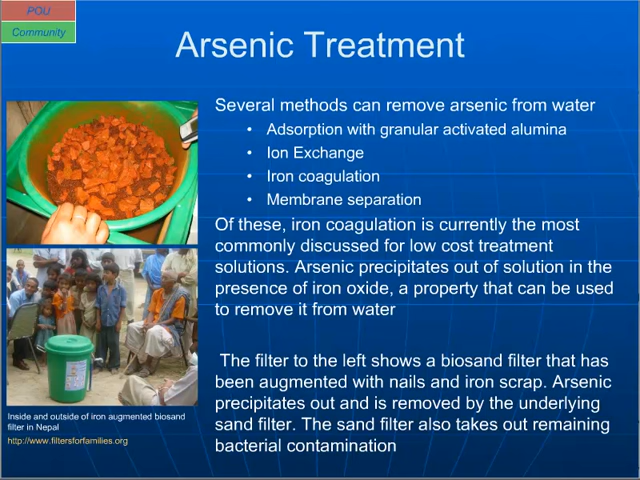 POU
Community
Arsenic Treatment
Several methods can remove arsenic from water
• Adsorption with granular activated alumina
• Ion Exchange
• Iron coagulation
• Membrane separation
Of these, iron coagulation is currently the most
commonly discussed for low cost treatment
solutions. Arsenic precipitates out of solution in the
presence of iron oxide, a property that can be used
to remove it from water
The filter to the left shows a biosand filter that has
been augmented with nails and iron scrap. Arsenic
precipitates out and is removed by the underlying
sand filter. The sand filter also takes out remaining
bacterial contamination
Inside and outside of iron augmented biosand
filter in Nepal
http://www.filtersforfamilies.org